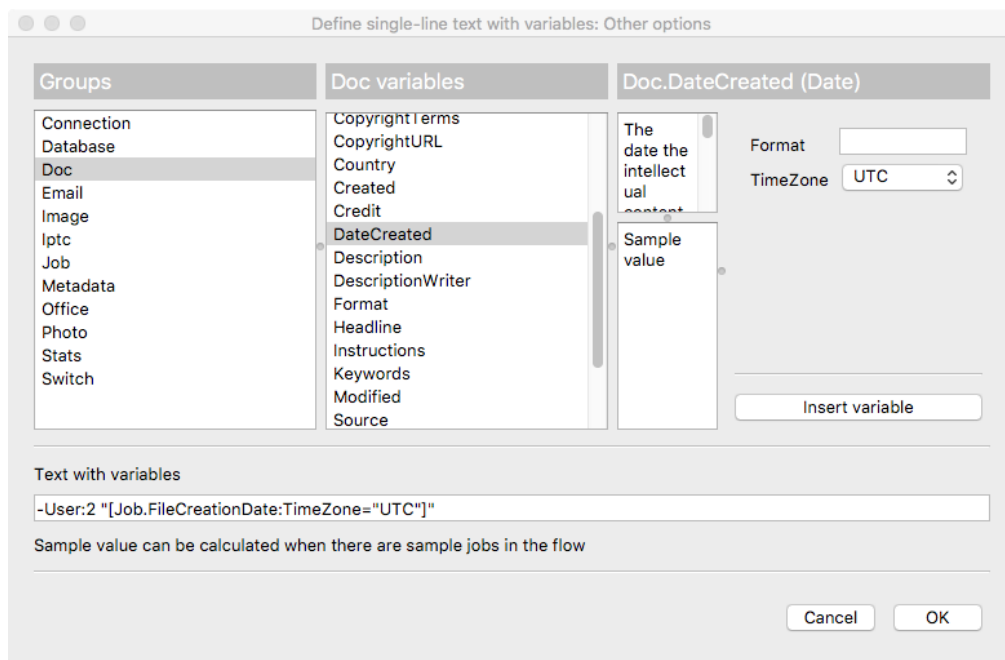 Define single-line text with variables: Other options
Groups
Doc variables
Doc.DateCreated (Date)
Connection
Database
Doc
Email
Image
Iptc
Job
Metadata
Office
Photo
Stats
Switch
CopyrightTerms
CopyrightURL
Country
Created
Credit
DateCreated
Description
DescriptionWriter
Format
Headline
Instructions
Keywords
Modified
Source
The
date the
intellect
ual
content
Sample
value
Format
TimeZone UTC
Insert variable
Text with variables
-User:2 "[Job.FileCreationDate:TimeZone="UTC"]"
Sample value can be calculated when there are sample jobs in the flow
Cancel
OK